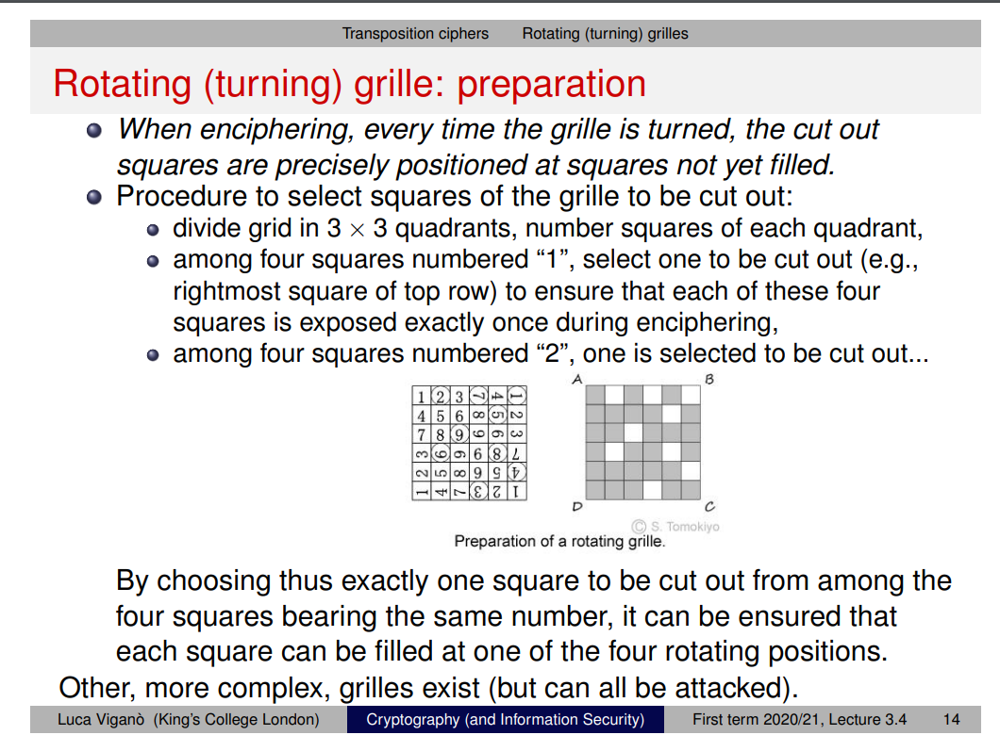 Transposition ciphers Rotating (turning) grilles
Rotating (turning) grille: preparation
When enciphering, every time the grille is turned, the cut out
squares are precisely positioned at squares not yet filled.
Procedure to select squares of the grille to be cut out:
divide grid in 3 × 3 quadrants, number squares of each quadrant,
among four squares numbered “1”, select one to be cut out (e.g.,
rightmost square of top row) to ensure that each of these four
squares is exposed exactly once during enciphering,
among four squares numbered “2”, one is selected to be cut out...
1 2 3 7 4 1
4 5 6 8 5 2
7 8 9 9 6 3
3 6 9 9 8 7
2 5 8 6 5 4
1 4 7 3 2 1
A B
D C
© S. Tomokiyo
Preparation of a rotating grille.
By choosing thus exactly one square to be cut out from among the
four squares bearing the same number, it can be ensured that
each square can be filled at one of the four rotating positions.
Other, more complex, grilles exist (but can all be attacked).
Luca Viganò (King’s College London) Cryptography (and Information Security) First term 2020/21, Lecture 3.4 14